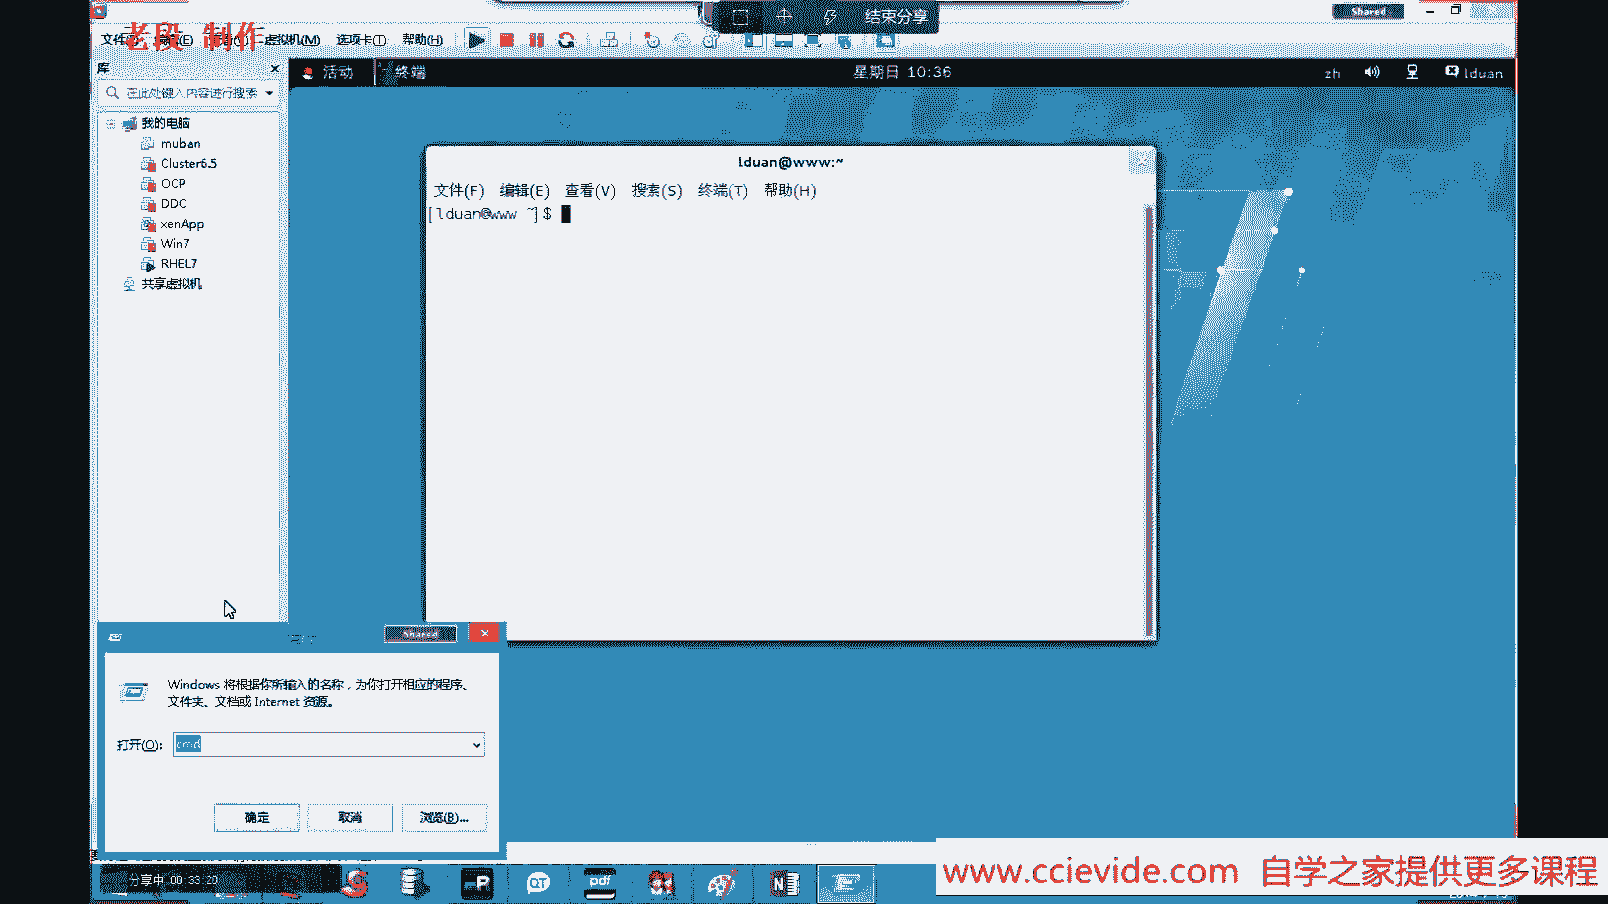 老段 制作
结束分享
Shared
虚拟机(M) 选项卡(T) 帮助(H)
库
在此处键入内容进行搜索
我的电脑
muban
Cluster6.5
OCP
DDC
xenApp
Win7
RHEL7
共享虚拟机
活动
终端
星期日 10:36
zh
lduan
lduan@www:~
文件(F) 编辑(E) 查看(V) 搜索(S) 终端(T) 帮助(H)
[lduan@www ~]$
Shared
Windows 将根据你所输入的名称，为你打开相应的程序、
文件夹、文档或 Internet 资源。
打开(O):
cmd
确定
取消
浏览(B)...
分享中 00:33:20
QT
pdf
www.ccievide.com 自学之家提供更多课程